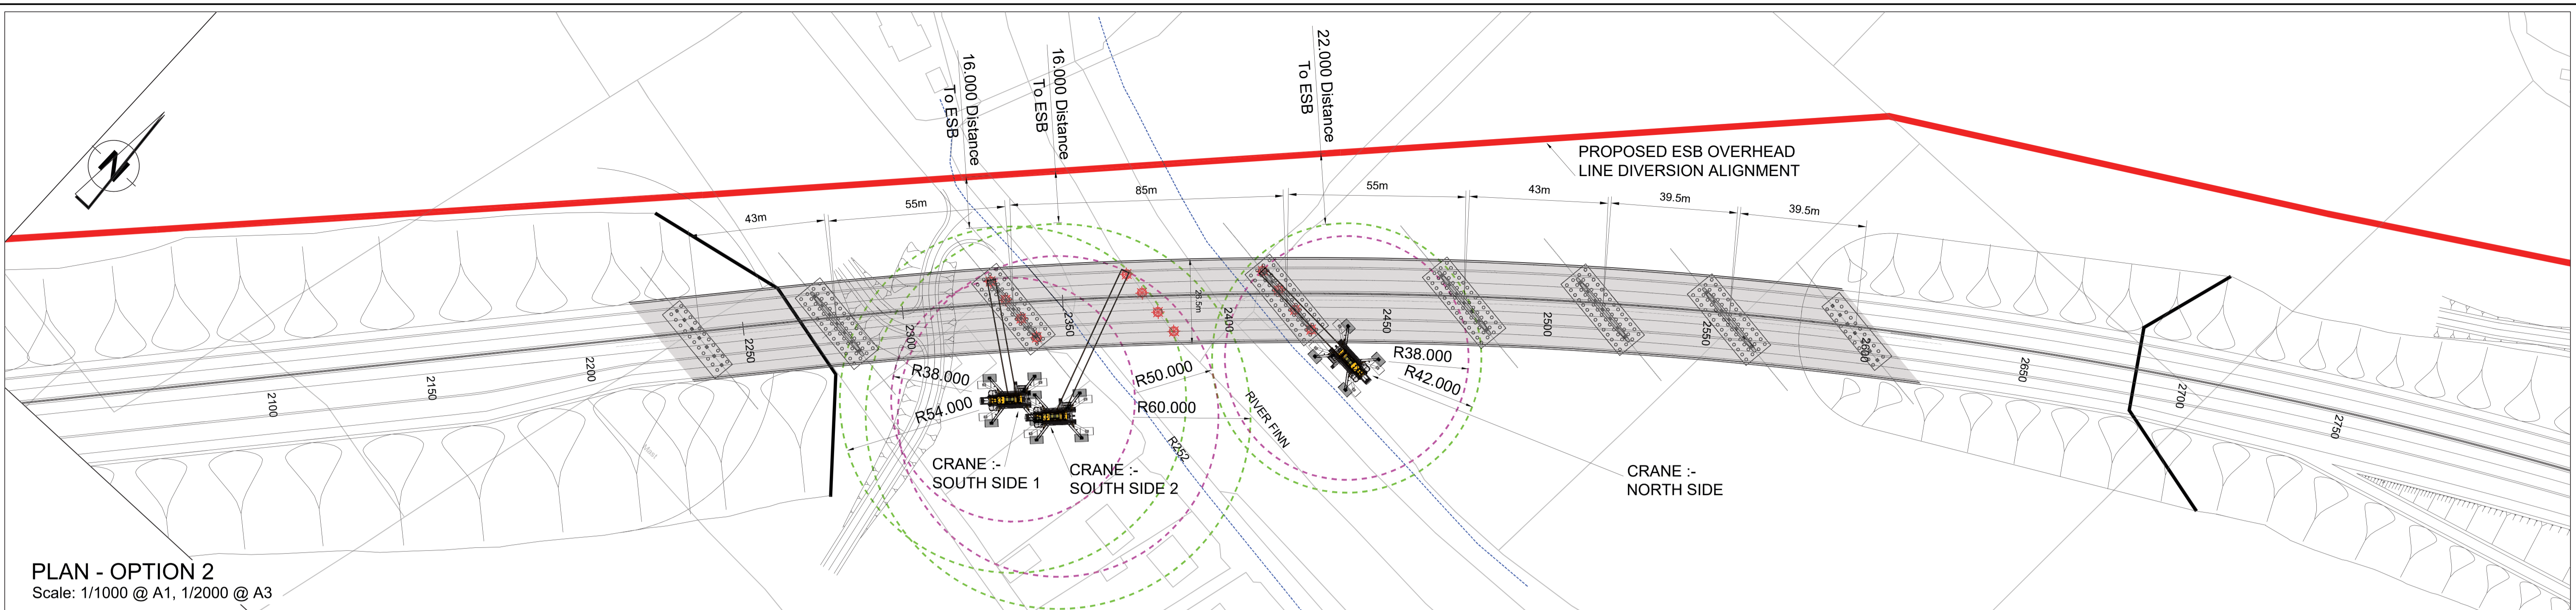 N
16.000 Distance
To ESB
16.000 Distance
To ESB
22.000 Distance
To ESB
PROPOSED ESB OVERHEAD
LINE DIVERSION ALIGNMENT
43m
55m
85m
55m
43m
39.5m
39.5m
28.5m
2100
2150
2200
2250
2300
2350
2400
2450
2500
2550
2600
2650
2700
2750
R38.000
R54.000
R50.000
R60.000
R38.000
R42.000
RIVER FINN
R252
CRANE :-
SOUTH SIDE 1
CRANE :-
SOUTH SIDE 2
CRANE :-
NORTH SIDE
PLAN - OPTION 2
Scale: 1/1000 @ A1, 1/2000 @ A3